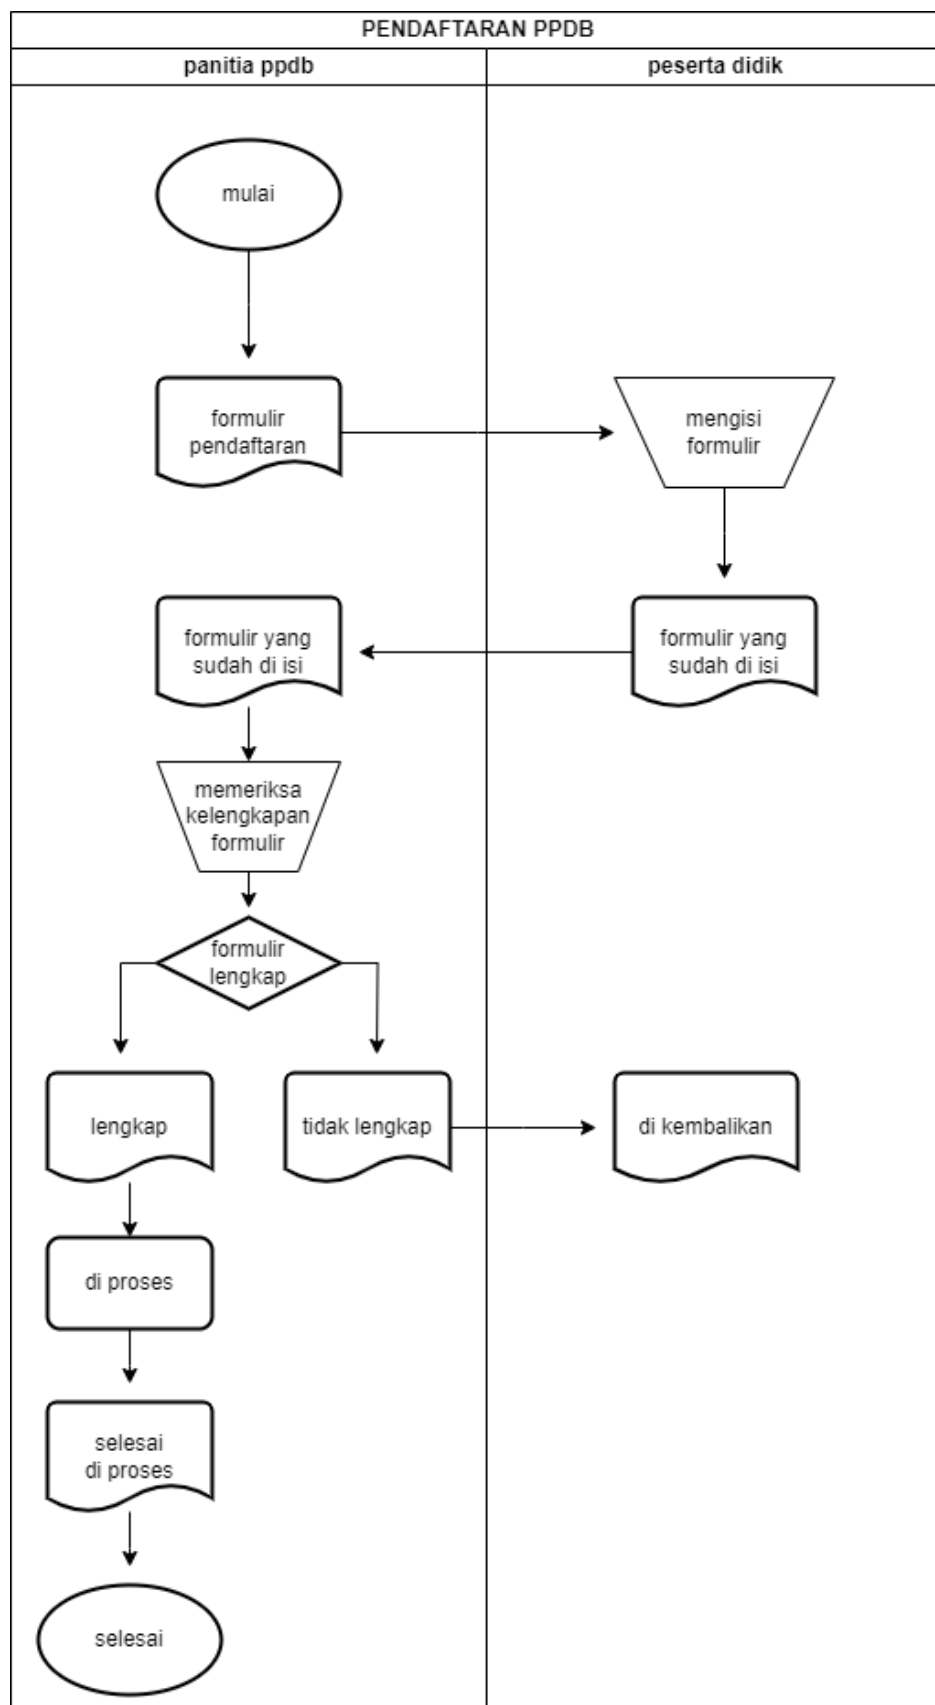 PENDAFTARAN PPDB
panitia ppdb
peserta didik
mulai
formulir
pendaftaran
mengisi
formulir
formulir yang
sudah di isi
formulir yang
sudah di isi
memeriksa
kelengkapan
formulir
formulir
lengkap
lengkap
tidak lengkap
di kembalikan
di proses
selesai
di proses
selesai